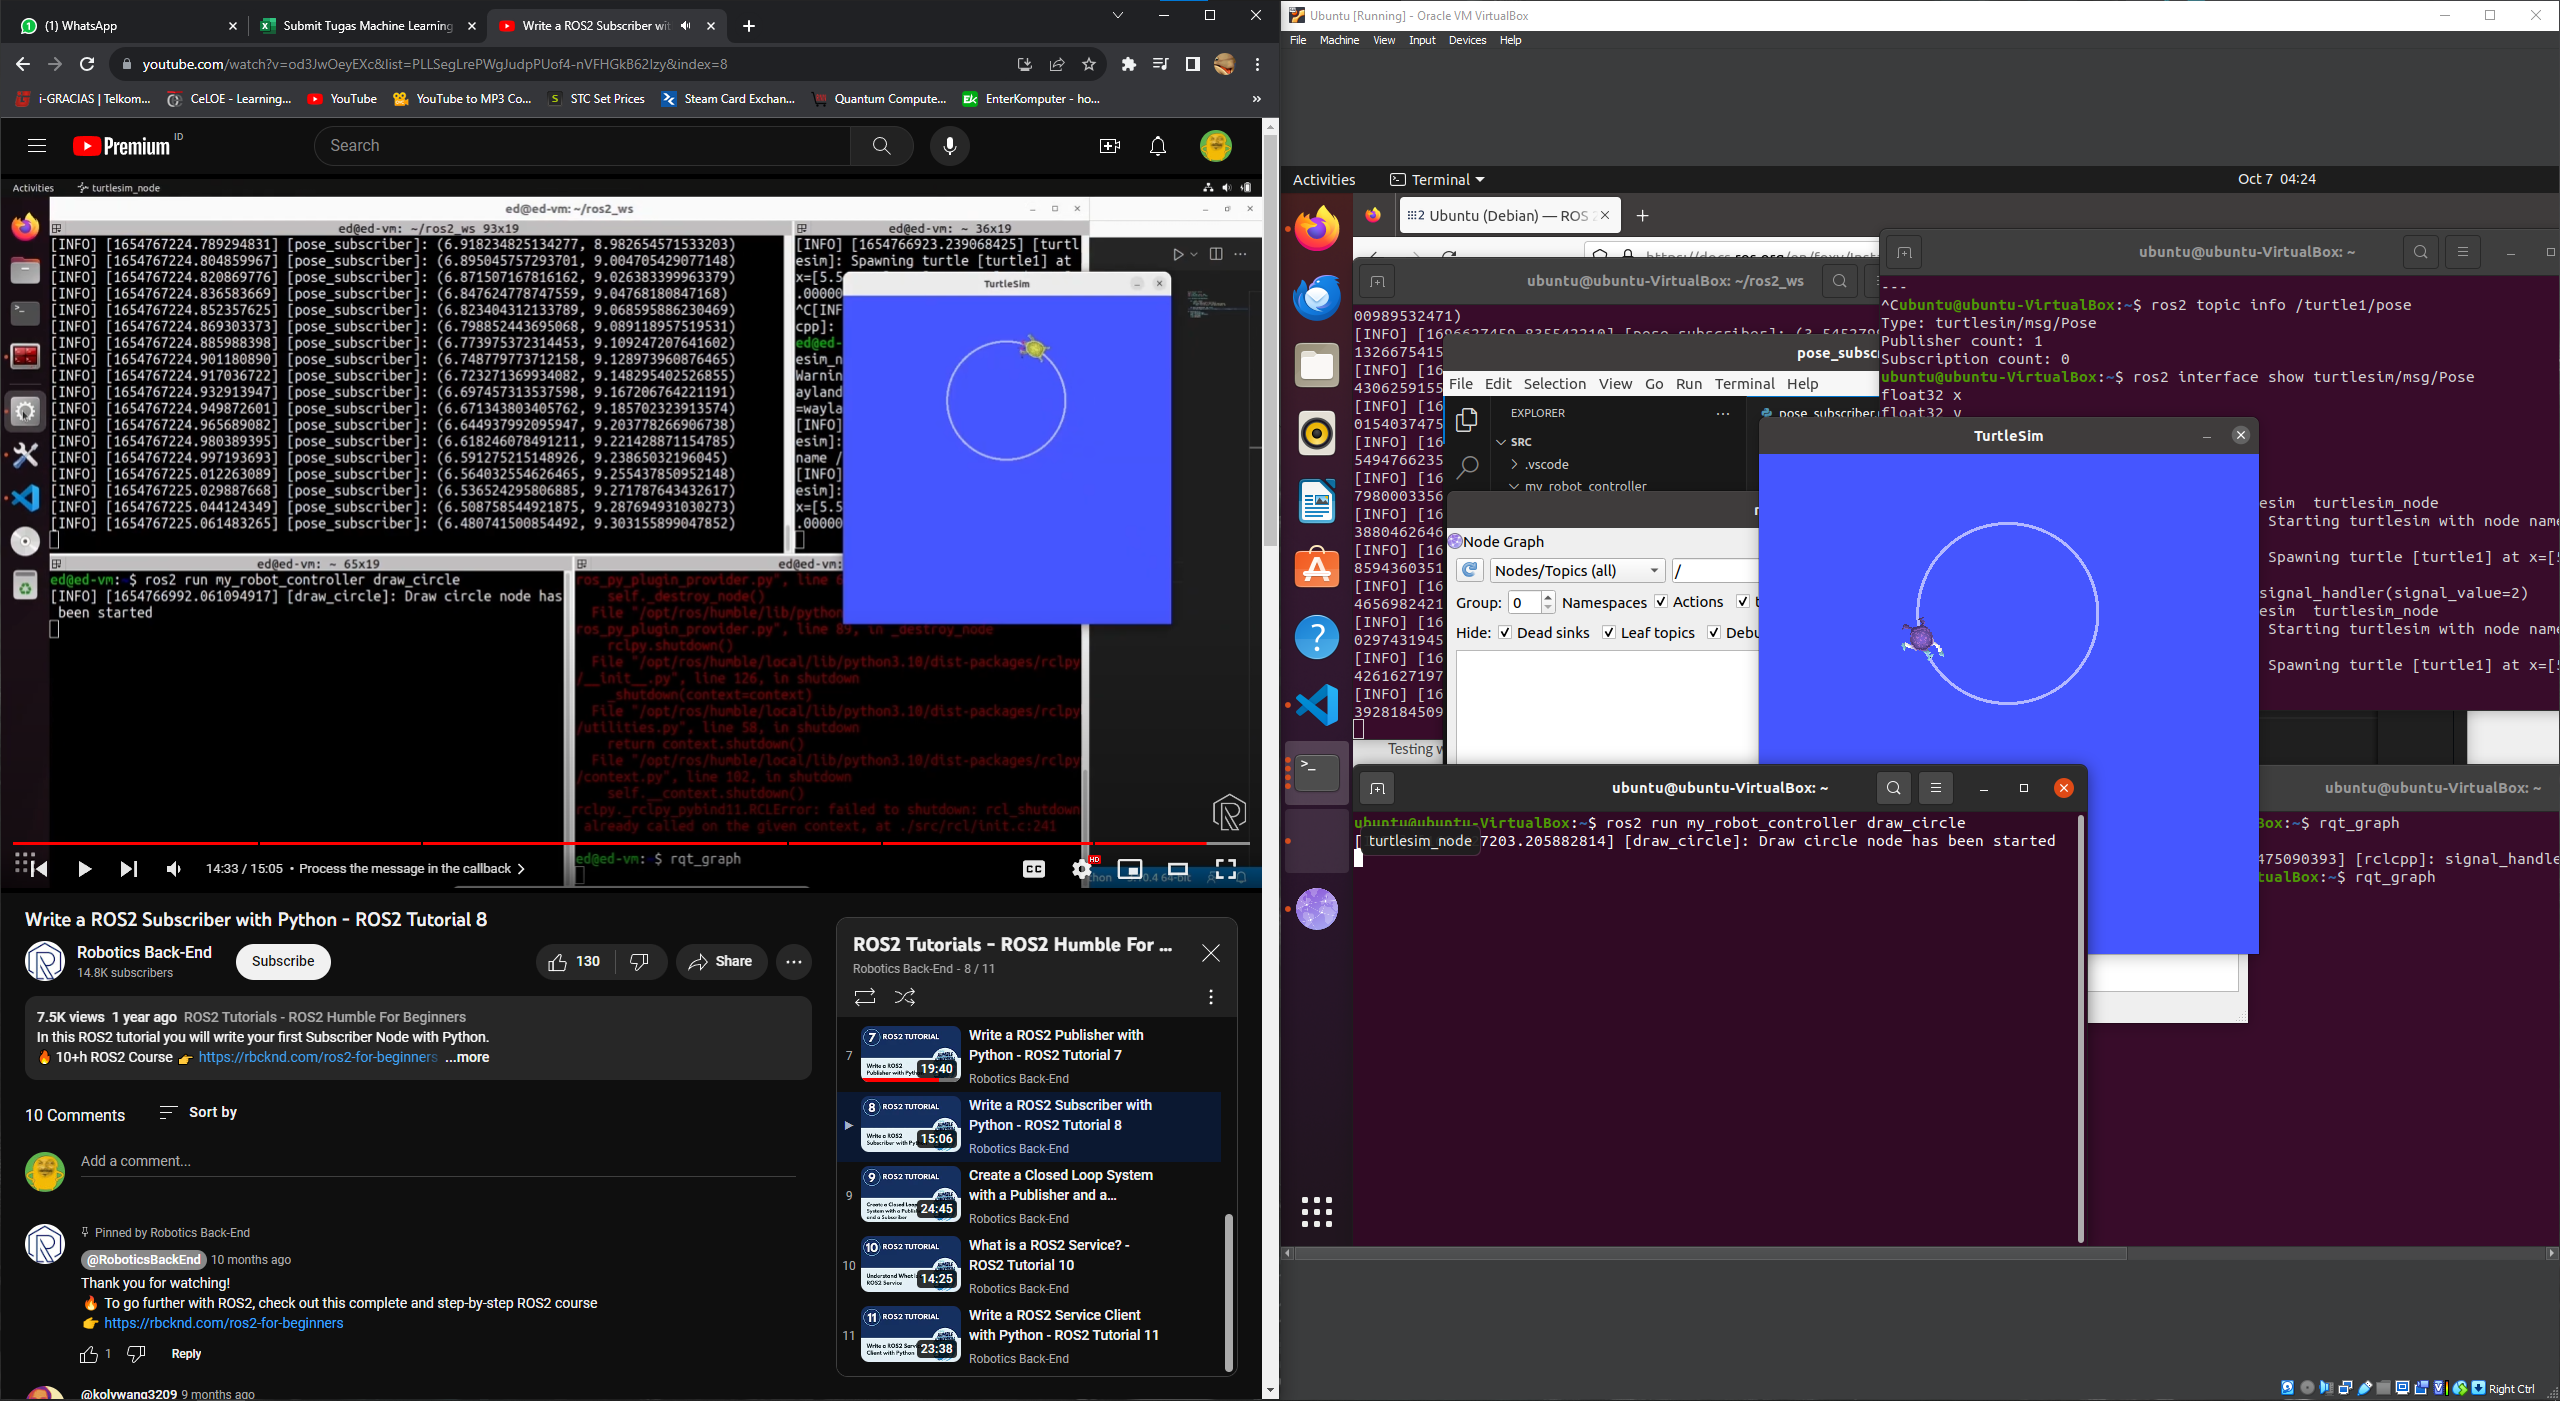 (1) WhatsApp
Submit Tugas Machine Learning
Write a ROS2 Subscriber wit
youtube.com/watch?v=od3JwOeyEXc&list=PLLSegLrePWgJudpPUof4-nVFHGkB62Izy&index=8
i-GRACIAS | Telkom...
CeLOE - Learning...
YouTube
YouTube to MP3 Co...
STC Set Prices
Steam Card Exchan...
Quantum Compute...
EnterKomputer - ho...
Premium ID
Search
Activities
turtlesim_node
ed@ed-vm: ~/ros2_ws
ed@ed-vm: ~/ros2_ws 93x19
[INFO] [1654767224.789294831] [pose_subscriber]: (6.918234825134277, 8.982654571533203)
[INFO] [1654767224.804859967] [pose_subscriber]: (6.895045757293701, 9.004705429077148)
[INFO] [1654767224.820869776] [pose_subscriber]: (6.871507167816162, 9.026383399963379)
[INFO] [1654767224.836583669] [pose_subscriber]: (6.847624778747559, 9.04768180847168)
[INFO] [1654767224.852357625] [pose_subscriber]: (6.823404312133789, 9.068595886230469)
[INFO] [1654767224.869303373] [pose_subscriber]: (6.798852443695068, 9.089118957519531)
[INFO] [1654767224.885988398] [pose_subscriber]: (6.773975372314453, 9.109247207641602)
[INFO] [1654767224.901180890] [pose_subscriber]: (6.748779773712158, 9.128973960876465)
[INFO] [1654767224.917036722] [pose_subscriber]: (6.723271369934082, 9.148295402526855)
[INFO] [1654767224.932913947] [pose_subscriber]: (6.697457313537598, 9.167206764221191)
[INFO] [1654767224.949872601] [pose_subscriber]: (6.671343803405762, 9.185702323913574)
[INFO] [1654767224.965689082] [pose_subscriber]: (6.644937992095947, 9.203778266906738)
[INFO] [1654767224.980389395] [pose_subscriber]: (6.618246078491211, 9.221428871154785)
[INFO] [1654767224.997193693] [pose_subscriber]: (6.591275215148926, 9.23865032196045)
[INFO] [1654767225.012263089] [pose_subscriber]: (6.564032554626465, 9.255437850952148)
[INFO] [1654767225.029887668] [pose_subscriber]: (6.536524295806885, 9.271787643432617)
[INFO] [1654767225.044124349] [pose_subscriber]: (6.508758544921875, 9.287694931030273)
[INFO] [1654767225.061483265] [pose_subscriber]: (6.480741500854492, 9.303155899047852)
ed@ed-vm: ~ 36x19
[INFO] [1654766923.239068425] [turtl
esim]: Spawning turtle [turtle1] at
x=[5.5
.00000
^C[INF
cpp]:
ed@ed-
esim_n
Warnin
ayland
=wayla
[INFO]
esim]:
name /
[INFO]
esim]:
x=[5.5
.00000
TurtleSim
ed@ed-vm: ~ 65x19
ed@ed-vm:~$ ros2 run my_robot_controller draw_circle
[INFO] [1654766992.061094917] [draw_circle]: Draw circle node has
been started
ed@ed-vm:
ros_py_plugin_provider.py", line 6
self._destroy_node()
File "/opt/ros/humble/lib/python
ros_py_plugin_provider.py", line 89, in _destroy_node
rclpy.shutdown()
File "/opt/ros/humble/local/lib/python3.10/dist-packages/rclpy
/__init__.py", line 126, in shutdown
_shutdown(context=context)
File "/opt/ros/humble/local/lib/python3.10/dist-packages/rclpy
/utilities.py", line 58, in shutdown
return context.shutdown()
File "/opt/ros/humble/local/lib/python3.10/dist-packages/rclpy
/context.py", line 102, in shutdown
self.__context.shutdown()
rclpy._rclpy_pybind11.RCLError: failed to shutdown: rcl_shutdown
already called on the given context, at ./src/rcl/init.c:241
ed@ed-vm:~$ rqt_graph
14:33 / 15:05 • Process the message in the callback
CC
HD
Write a ROS2 Subscriber with Python - ROS2 Tutorial 8
Robotics Back-End
14.8K subscribers
Subscribe
130
Share
7.5K views 1 year ago ROS2 Tutorials - ROS2 Humble For Beginners
In this ROS2 tutorial you will write your first Subscriber Node with Python.
🔥 10+h ROS2 Course 👉 https://rbcknd.com/ros2-for-beginners ...more
10 Comments
Sort by
Add a comment...
Pinned by Robotics Back-End
@RoboticsBackEnd 10 months ago
Thank you for watching!
🔥 To go further with ROS2, check out this complete and step-by-step ROS2 course
👉 https://rbcknd.com/ros2-for-beginners
1
Reply
@kolywang3209 9 months ago
ROS2 Tutorials - ROS2 Humble For ...
Robotics Back-End - 8 / 11
7
7 ROS2 TUTORIAL
19:40
Write a ROS2 Publisher with
Python - ROS2 Tutorial 7
Robotics Back-End
8 ROS2 TUTORIAL
15:06
Write a ROS2 Subscriber with
Python - ROS2 Tutorial 8
Robotics Back-End
9
9 ROS2 TUTORIAL
24:45
Create a Closed Loop System
with a Publisher and a...
Robotics Back-End
10
10 ROS2 TUTORIAL
14:25
What is a ROS2 Service? -
ROS2 Tutorial 10
Robotics Back-End
11
11 ROS2 TUTORIAL
23:38
Write a ROS2 Service Client
with Python - ROS2 Tutorial 11
Robotics Back-End
Ubuntu [Running] - Oracle VM VirtualBox
File Machine View Input Devices Help
Activities
Terminal
Oct 7 04:24
Ubuntu (Debian) — ROS 2
ubuntu@ubuntu-VirtualBox: ~/ros2_ws
00989532471)
1326675415
[INFO] [16
4306259155
[INFO] [16
0154037475
[INFO] [16
5494766235
[INFO] [16
7980003356
[INFO] [16
3880462646
[INFO] [16
8594360351
[INFO] [16
4656982421
[INFO] [16
0297431945
[INFO] [16
4261627197
[INFO] [16
3928184509
Testing w
ubuntu@ubuntu-VirtualBox: ~
---
^Cubuntu@ubuntu-VirtualBox:~$ ros2 topic info /turtle1/pose
Type: turtlesim/msg/Pose
Publisher count: 1
Subscription count: 0
ubuntu@ubuntu-VirtualBox:~$ ros2 interface show turtlesim/msg/Pose
float32 x
float32 y
esim turtlesim_node
Starting turtlesim with node name
Spawning turtle [turtle1] at x=[5
signal_handler(signal_value=2)
esim turtlesim_node
Starting turtlesim with node name
Spawning turtle [turtle1] at x=[5
pose_subsc
File Edit Selection View Go Run Terminal Help
EXPLORER
pose_subscriber.
SRC
.vscode
my_robot_controller
Node Graph
Nodes/Topics (all)
/
Group: 0 Namespaces Actions t
Hide: Dead sinks Leaf topics Debu
TurtleSim
ubuntu@ubuntu-VirtualBox: ~
ubuntu@ubuntu-VirtualBox:~$ ros2 run my_robot_controller draw_circle
[ 7203.205882814] [draw_circle]: Draw circle node has been started
turtlesim_node
ubuntu@ubuntu-VirtualBox: ~
Box:~$ rqt_graph
475090393] [rclcpp]: signal_handle
tualBox:~$ rqt_graph
Right Ctrl